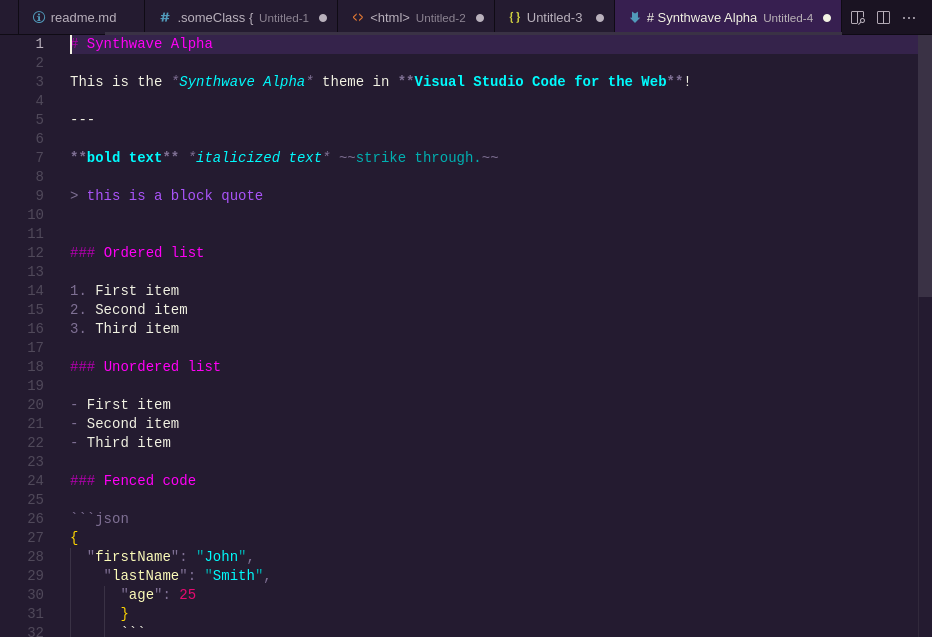 readme.md # .someClass { Untitled-1 <> <html> Untitled-2 {} Untitled-3 # Synthwave Alpha Untitled-4 ...
1 # Synthwave Alpha
2
3 This is the *Synthwave Alpha* theme in **Visual Studio Code for the Web**!
4
5 ---
6
7 **bold text** *italicized text* ~~strike through.~~
8
9 > this is a block quote
10
11
12 ### Ordered list
13
14 1. First item
15 2. Second item
16 3. Third item
17
18 ### Unordered list
19
20 - First item
21 - Second item
22 - Third item
23
24 ### Fenced code
25
26 ```json
27 {
28   "firstName": "John",
29     "lastName": "Smith",
30       "age": 25
31       }
32       ```